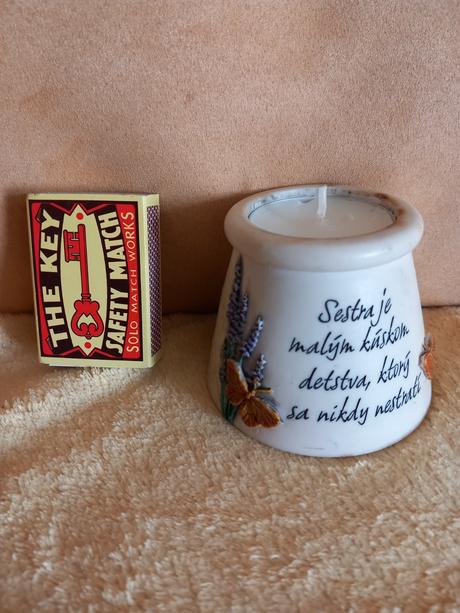 THE KEY
SAFETY MATCH
SOLO MATCH WORKS
Sestra je
malým kúskom
detstva, ktorý
sa nikdy nestratí.